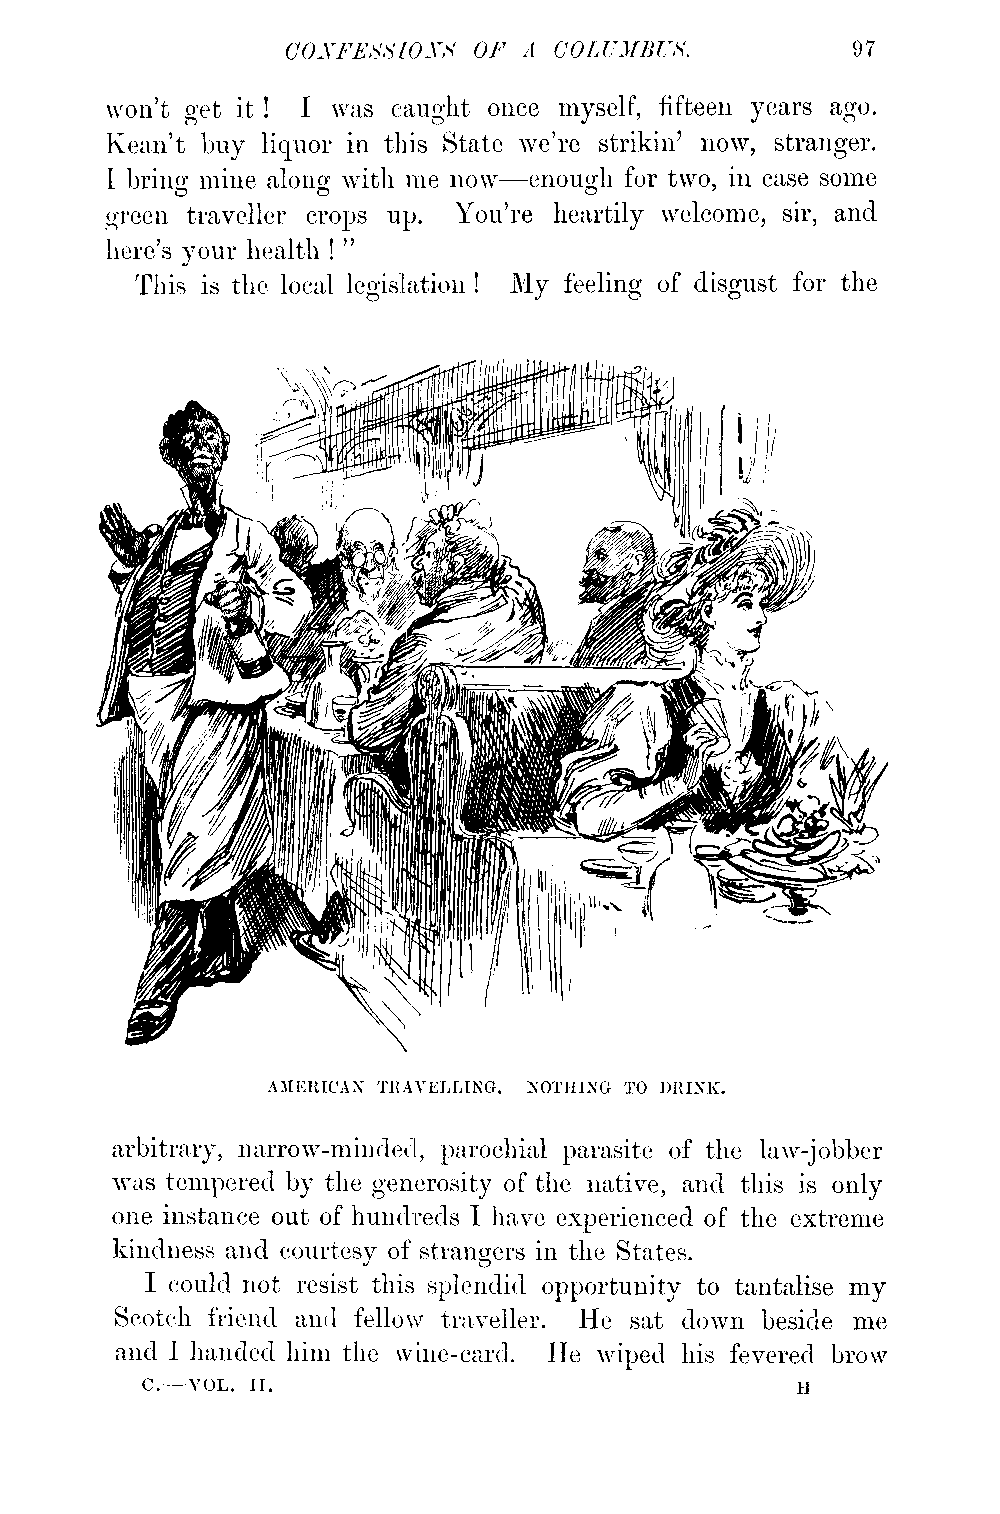 CONFESSIONS OF A COLUMBUS. 97
won't get it! I was caught once myself, fifteen years ago.
Kean't buy liquor in this State we're strikin' now, stranger.
I bring mine along with me now—enough for two, in case some
green traveller crops up. You're heartily welcome, sir, and
here's your health!"
This is the local legislation! My feeling of disgust for the
AMERICAN TRAVELLING. NOTHING TO DRINK.
arbitrary, narrow-minded, parochial parasite of the law-jobber
was tempered by the generosity of the native, and this is only
one instance out of hundreds I have experienced of the extreme
kindness and courtesy of strangers in the States.
I could not resist this splendid opportunity to tantalise my
Scotch friend and fellow traveller. He sat down beside me
and I handed him the wine-card. He wiped his fevered brow
C.—VOL. II. H